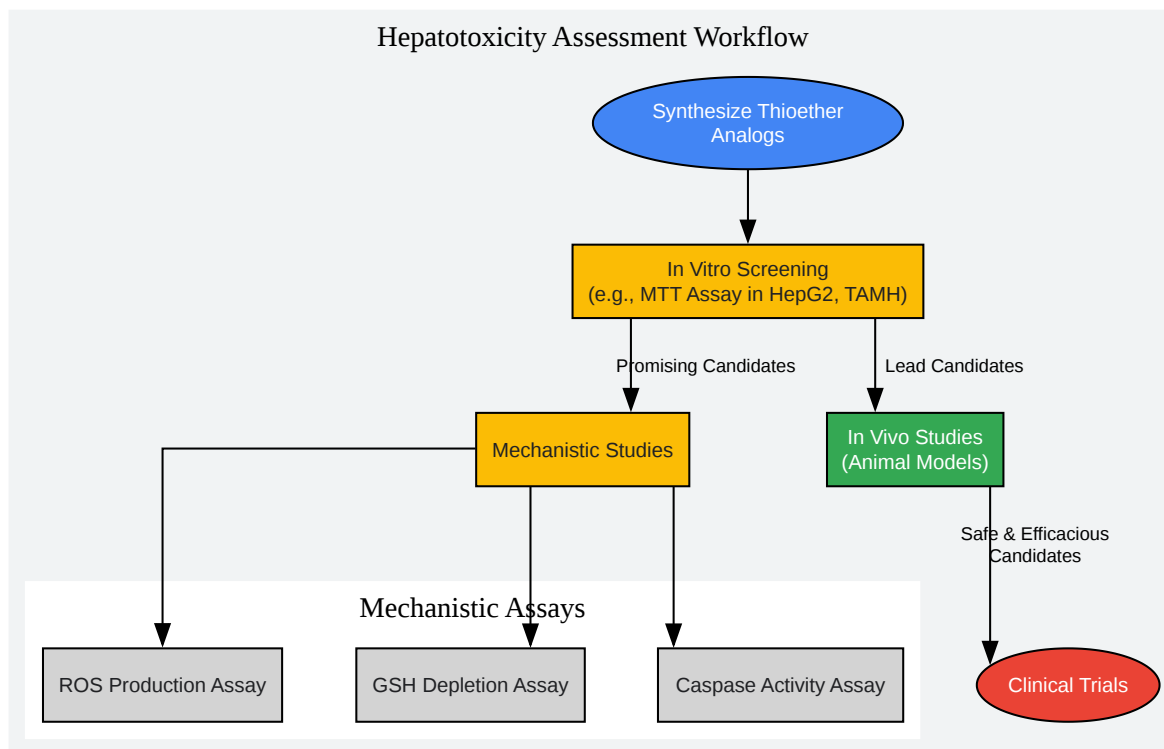 Hepatotoxicity Assessment Workflow
Synthesize Thioether
Analogs
In Vitro Screening
(e.g., MTT Assay in HepG2, TAMH)
Promising Candidates
Lead Candidates
Mechanistic Studies
In Vivo Studies
(Animal Models)
Safe & Efficacious
Candidates
Mechanistic Assays
ROS Production Assay
GSH Depletion Assay
Caspase Activity Assay
Clinical Trials